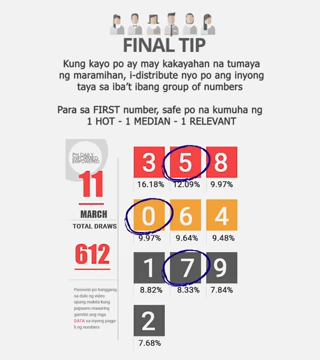 FINAL TIP
Kung kayo po ay may kakayahan na tumaya
ng maramihan, i-distribute nyo po ang inyong
taya sa iba't ibang group of numbers
Para sa FIRST number, safe po na kumuha ng
1 HOT - 1 MEDIAN - 1 RELEVANT
3 5 8
16.18% 12.09% 9.97%
11
MARCH
TOTAL DRAWS
612
0 6 4
9.97% 9.64% 9.48%
1 7 9
8.82% 8.33% 7.84%
2
7.68%